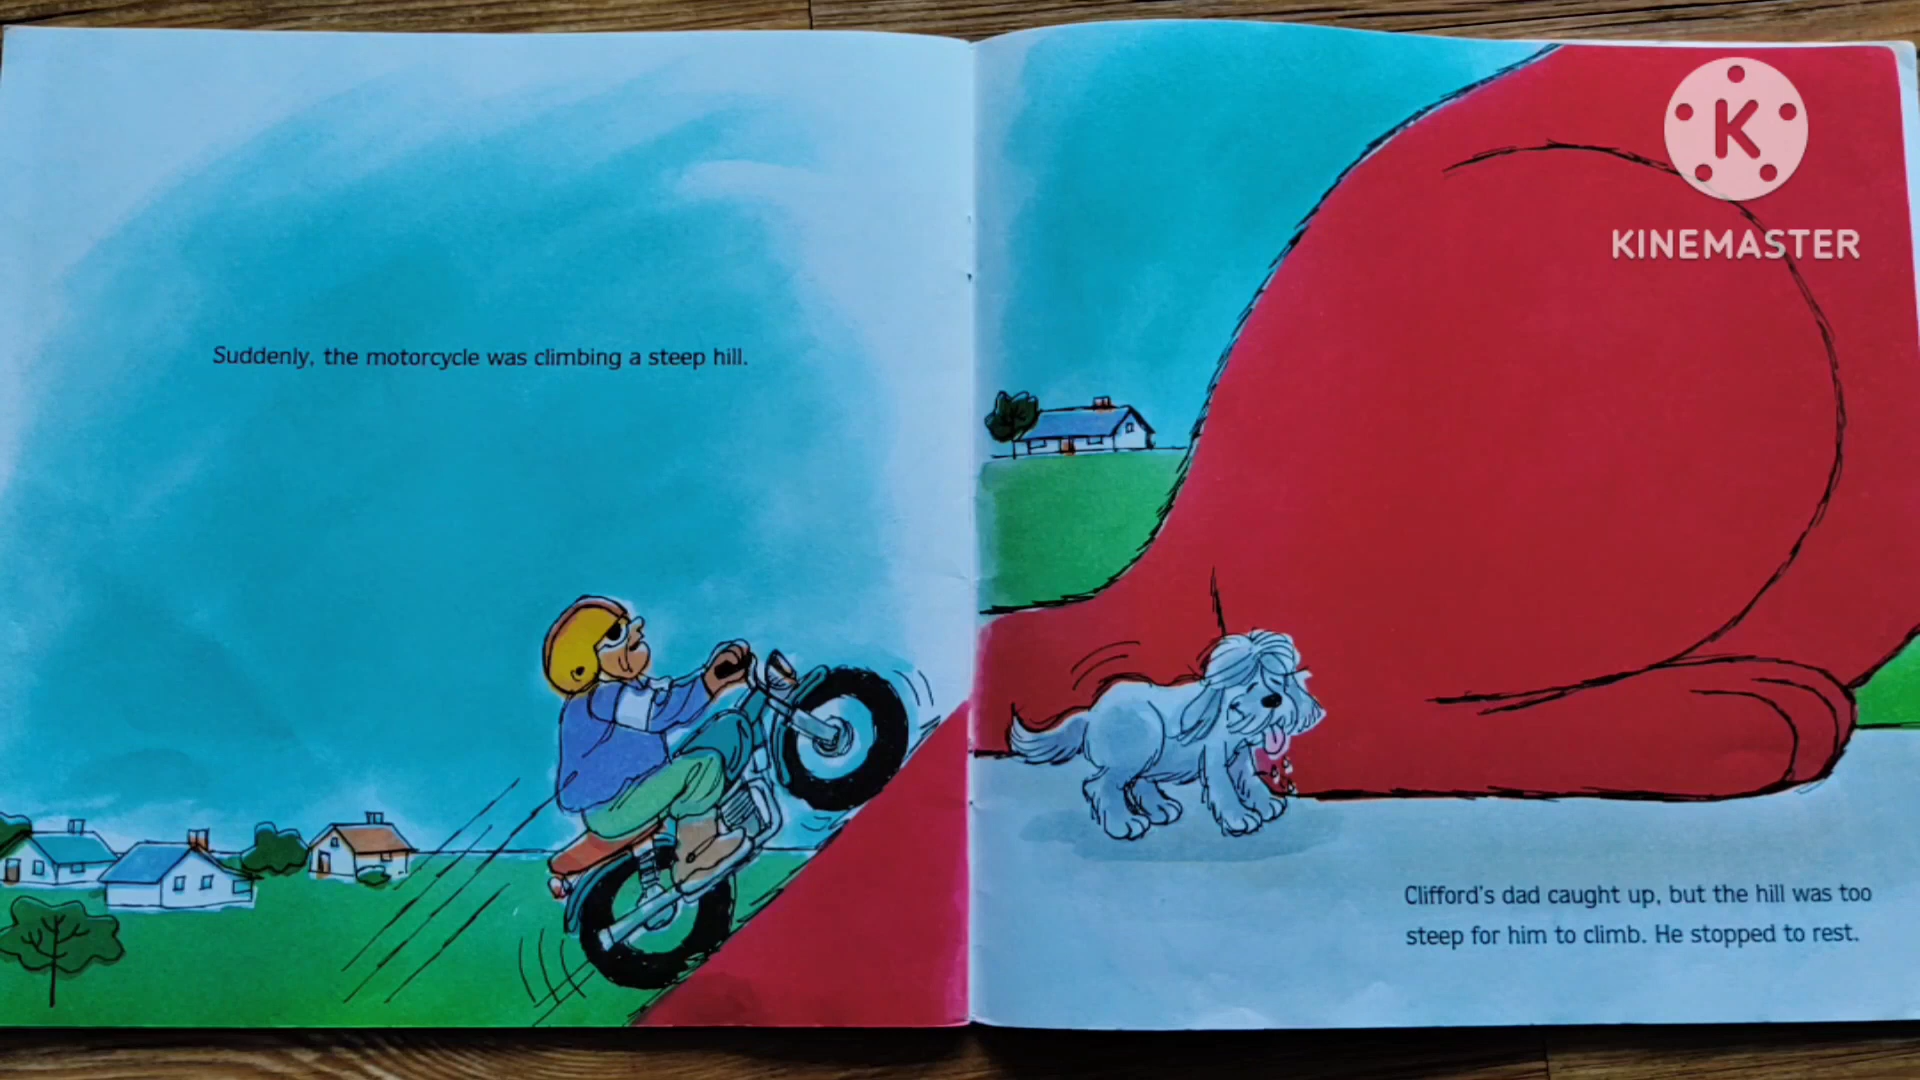 Suddenly, the motorcycle was climbing a steep hill.
K
KINEMASTER
Clifford's dad caught up, but the hill was too
steep for him to climb. He stopped to rest.